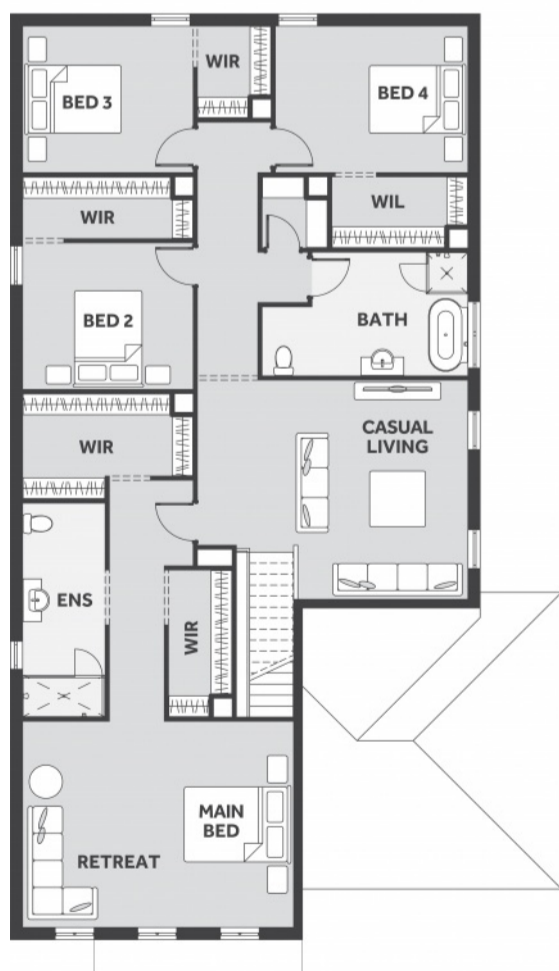 WIR
BED 3
BED 4
WIR
WIL
BED 2
BATH
WIR
CASUAL
LIVING
ENS
WIR
MAIN
BED
RETREAT